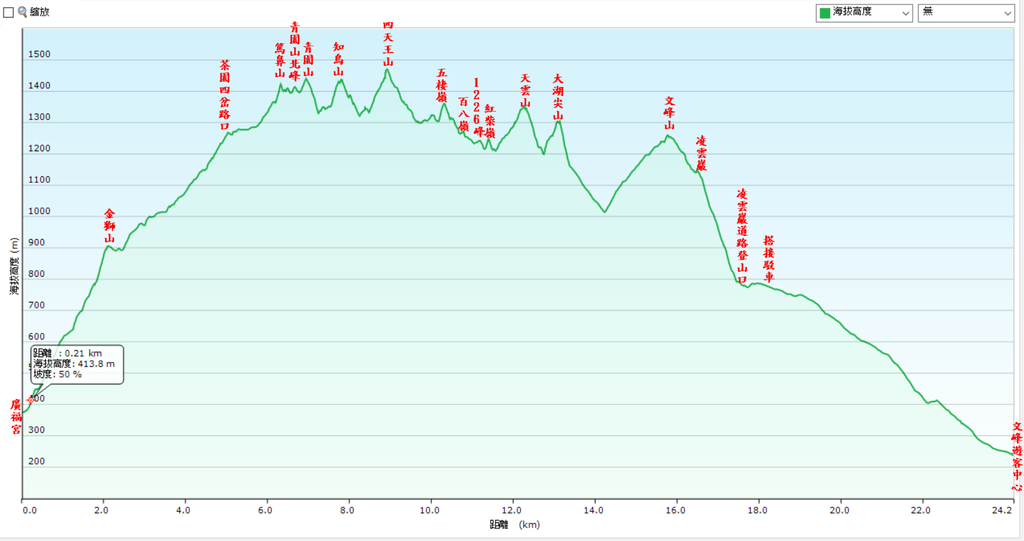 縮放
海拔高度
無
1500
1400
1300
1200
1100
1000
900
800
700
600
400
300
200
海拔高度 (m)
距離 : 0.21 km
海拔高度: 413.8 m
坡度: 50 %
廣福宮
金獅山
茶園四岔路口
鳶鼻山
青園山北峰
青園山
知鳥山
四天王山
五棲嶺
百八嶺
1226峰
紅柴嶺
天雲山
大湖尖山
文峰山
凌雲巖
凌雲巖道路登山口
搭接駁車
文峰遊客中心
0.0
2.0
4.0
6.0
8.0
10.0
12.0
14.0
16.0
18.0
20.0
22.0
24.2
距離 (km)